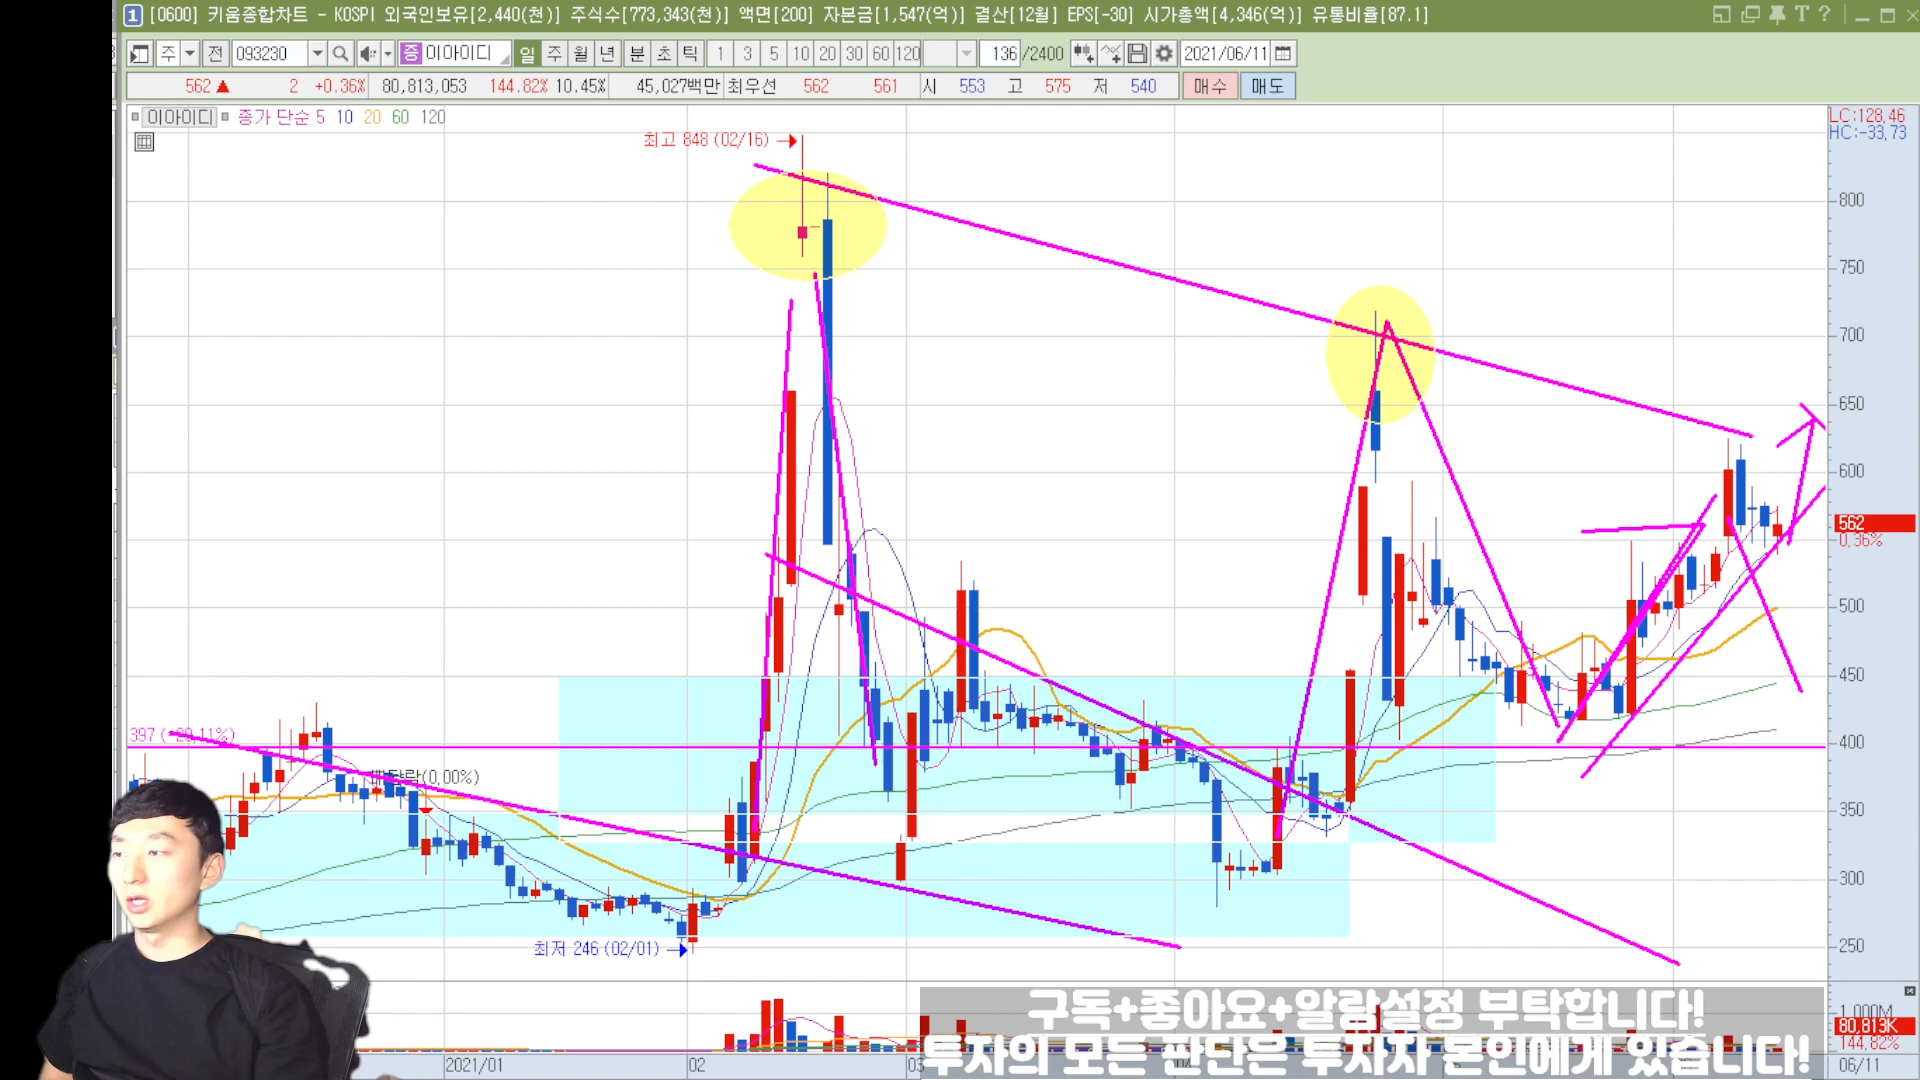 1 [0600] 키움종합차트 - KOSPI 외국인보유[2,440(천)] 주식수[773,343(천)] 액면[200] 자본금[1,547(억)] 결산[12월] EPS[-30] 시가총액[4,346(억)] 유통비율[87.1]
주 전 093230 증 이아이디 일 주 월 년 분 초 틱 1 3 5 10 20 30 60 120 136 /2400 2021/06/11
562 ▲ 2 +0.36% 80,813,053 144.82% 10.45% 45,027백만 최우선 562 561 시 553 고 575 저 540 매수 매도
이아이디 종가 단순 5 10 20 60 120
LC:128,46
HC:-33,73
최고 848 (02/16)
800
750
700
650
600
562
0,36%
500
450
397
400
(0,00%)
350
300
최저 246 (02/01)
250
구독+좋아요+알람설정 부탁합니다!
1,000M
80,813K
투자의 모든 판단은 투자자 본인에게 있습니다!
144,82%
2021/01 02 03 06/11